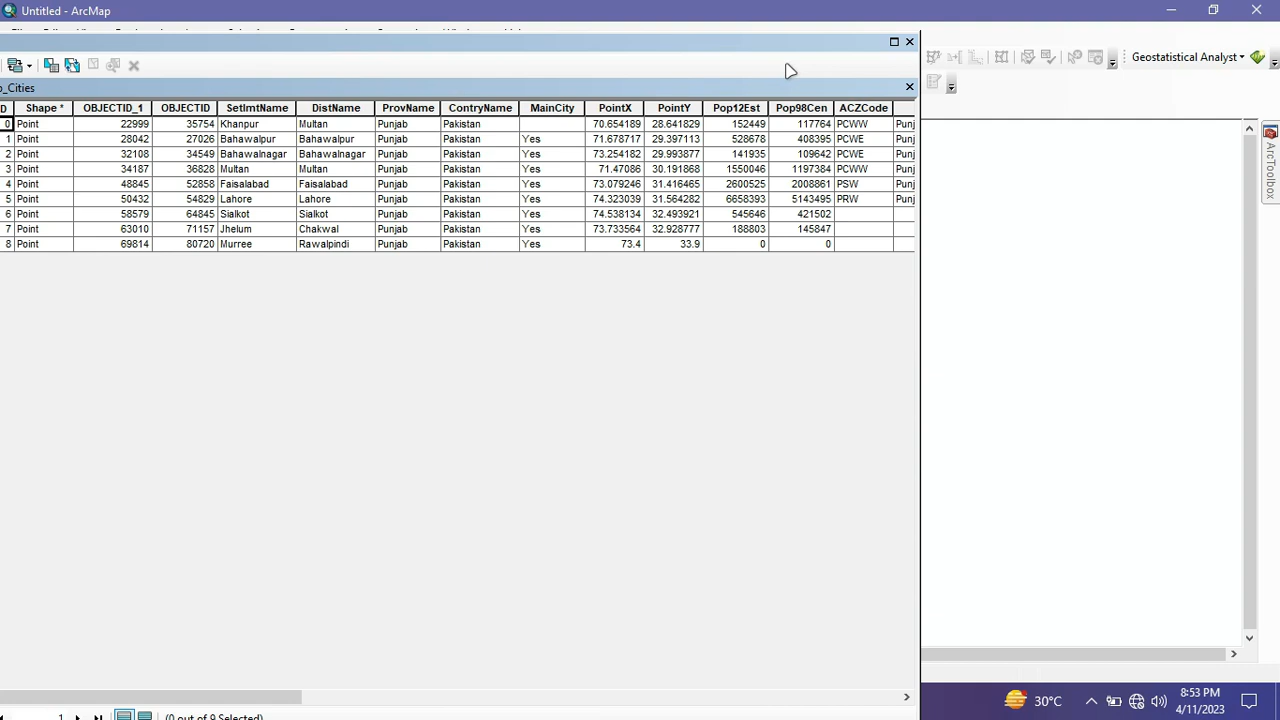 Untitled - ArcMap
Geostatistical Analyst
_Cities
D Shape * OBJECTID_1 OBJECTID SetlmtName DistName ProvName ContryName MainCity PointX PointY Pop12Est Pop98Cen ACZCode
0 Point 22999 35754 Khanpur Multan Punjab Pakistan 70.654189 28.641829 152449 117764 PCWW Punj
1 Point 28042 27026 Bahawalpur Bahawalpur Punjab Pakistan Yes 71.678717 29.397113 528678 408395 PCWE Punj
2 Point 32108 34549 Bahawalnagar Bahawalnagar Punjab Pakistan Yes 73.254182 29.993877 141935 109642 PCWE Punj
3 Point 34187 36828 Multan Multan Punjab Pakistan Yes 71.47086 30.191868 1550046 1197384 PCWW Punj
4 Point 48845 52858 Faisalabad Faisalabad Punjab Pakistan Yes 73.079246 31.416465 2600525 2008861 PSW Punj
5 Point 50432 54829 Lahore Lahore Punjab Pakistan Yes 74.323039 31.564282 6658393 5143495 PRW Punj
6 Point 58579 64845 Sialkot Sialkot Punjab Pakistan Yes 74.538134 32.493921 545646 421502
7 Point 63010 71157 Jhelum Chakwal Punjab Pakistan Yes 73.733564 32.928777 188803 145847
8 Point 69814 80720 Murree Rawalpindi Punjab Pakistan Yes 73.4 33.9 0 0
ArcToolbox
1 (0 out of 9 Selected)
30°C
8:53 PM
4/11/2023